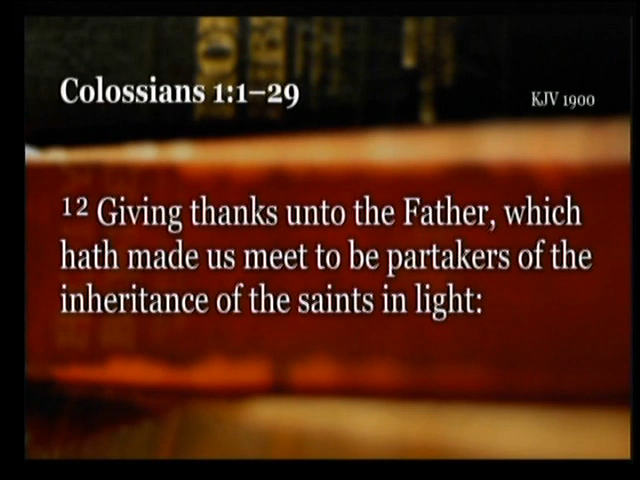 Colossians 1:1–29
KJV 1900
12 Giving thanks unto the Father, which
hath made us meet to be partakers of the
inheritance of the saints in light: